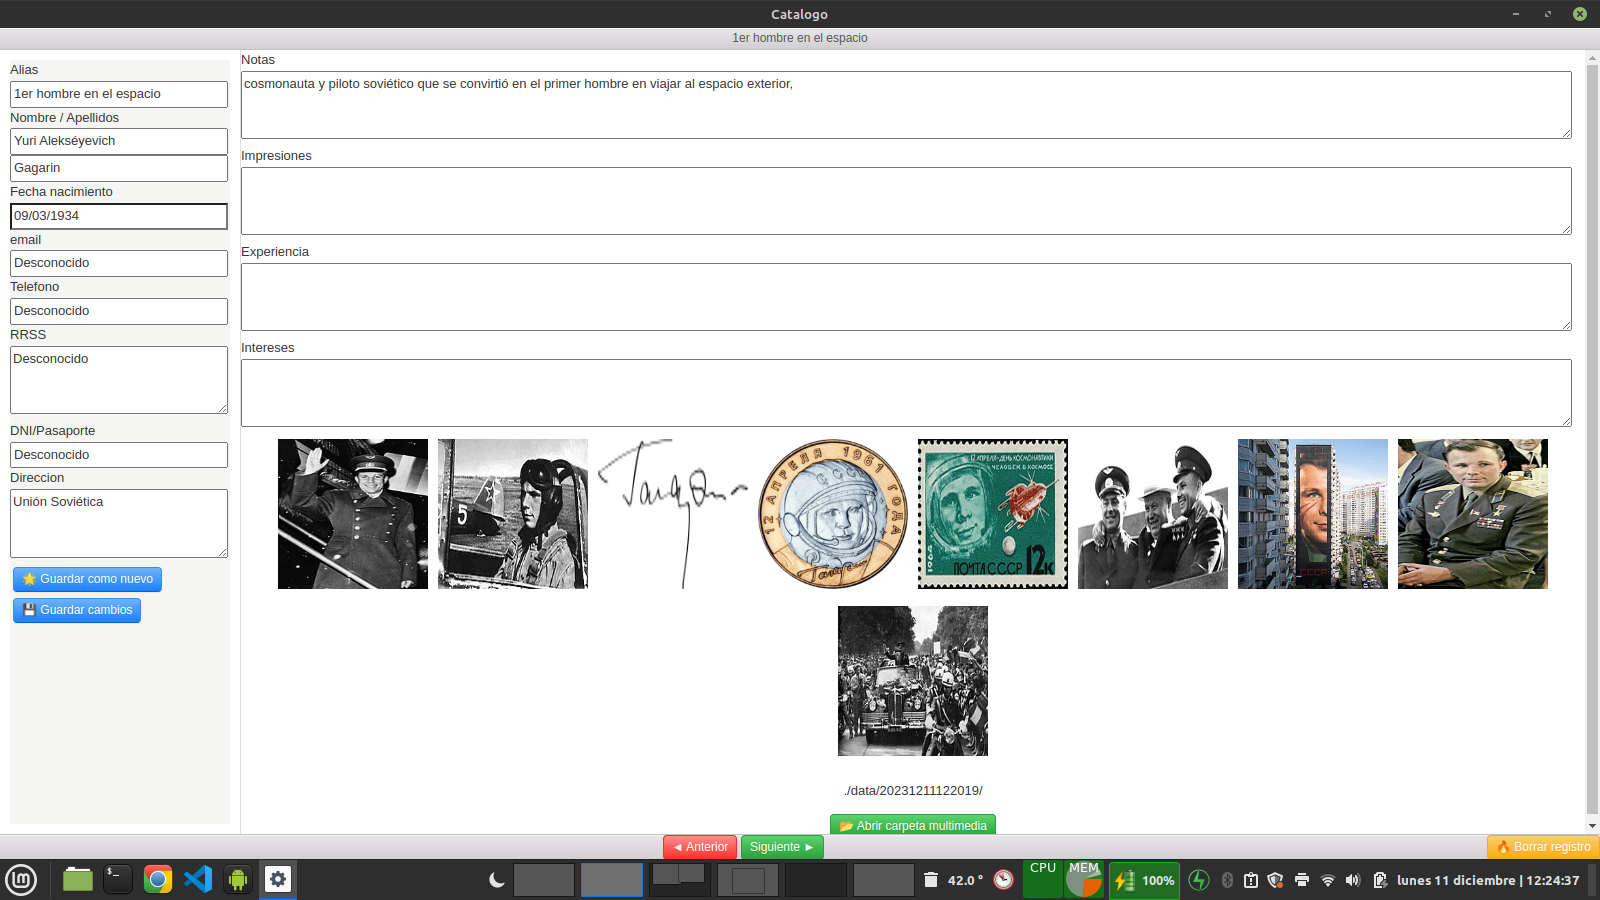 Catalogo
1er hombre en el espacio
Alias
1er hombre en el espacio
Nombre / Apellidos
Yuri Alekséyevich
Gagarin
Fecha nacimiento
09/03/1934
email
Desconocido
Telefono
Desconocido
RRSS
Desconocido
DNI/Pasaporte
Desconocido
Direccion
Unión Soviética
🌟 Guardar como nuevo
💾 Guardar cambios
Notas
cosmonauta y piloto soviético que se convirtió en el primer hombre en viajar al espacio exterior,
Impresiones
Experiencia
Intereses
5
12 АПРЕЛЯ 1961 ГОДА
12 АПРЕЛЯ-ДЕНЬ КОСМОНАВТИКИ
ЧЕЛОВЕК В КОСМОСЕ
1964
ПОЧТА СССР 12К
СССР
./data/20231211122019/
📂 Abrir carpeta multimedia
◄ Anterior
Siguiente ►
🔥 Borrar registro
$_
42.0 °
CPU
MEM
100%
lunes 11 diciembre | 12:24:37